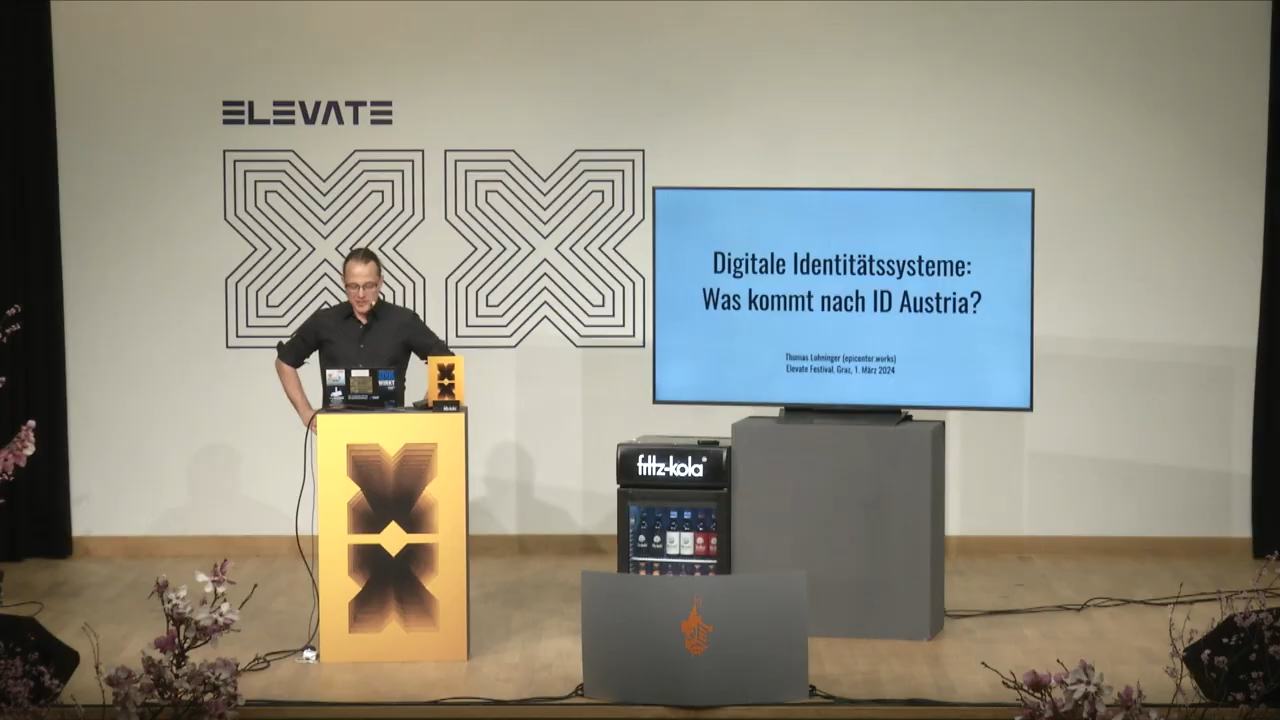 ELEVATE
Digitale Identitätssysteme:
Was kommt nach ID Austria?
Thomas Lohninger (epicenter.works)
Elevate Festival, Graz, 1. März 2024
fritz-kola